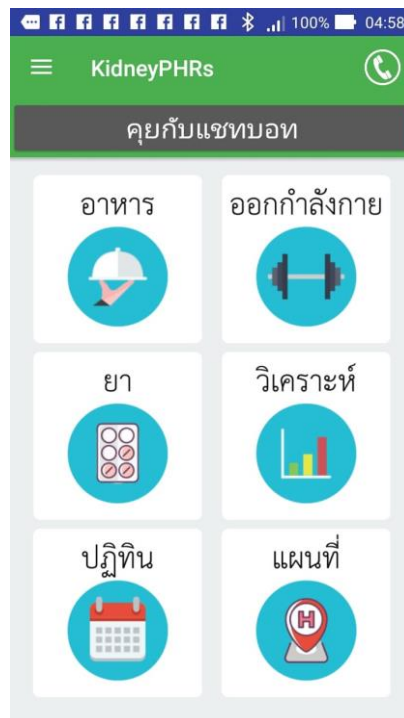 100% 04:58
KidneyPHRs
คุยกับแชทบอท
อาหาร
ออกกำลังกาย
ยา
วิเคราะห์
ปฏิทิน
แผนที่
H